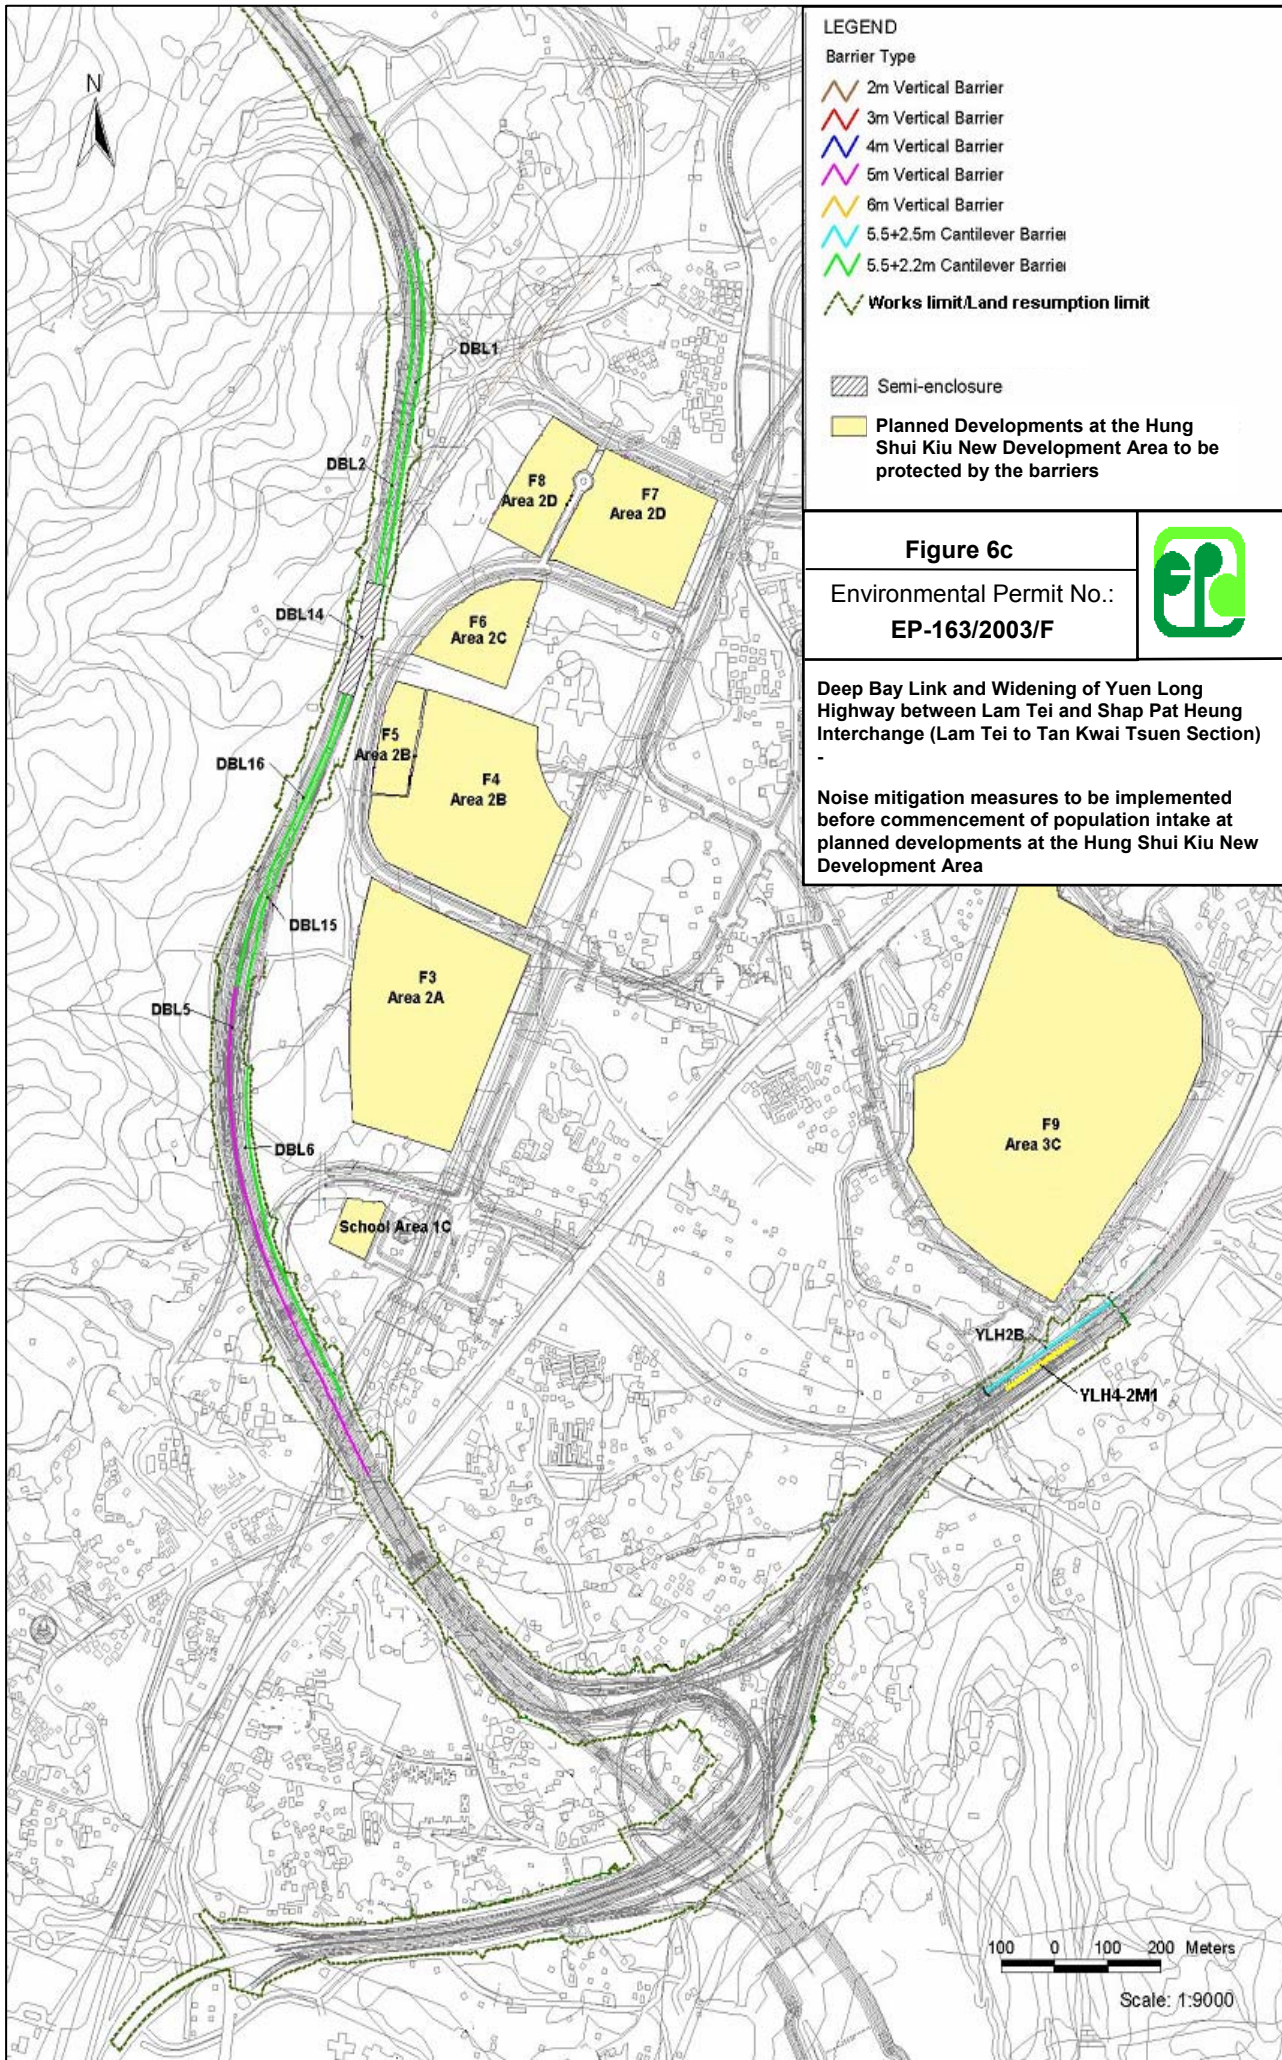 LEGEND
Barrier Type
2m Vertical Barrier
3m Vertical Barrier
4m Vertical Barrier
5m Vertical Barrier
6m Vertical Barrier
5.5+2.5m Cantilever Barrier
5.5+2.2m Cantilever Barrier
Works limit/Land resumption limit
Semi-enclosure
Planned Developments at the Hung
Shui Kiu New Development Area to be
protected by the barriers
Figure 6c
Environmental Permit No.:
EP-163/2003/F
EPD
Deep Bay Link and Widening of Yuen Long
Highway between Lam Tei and Shap Pat Heung
Interchange (Lam Tei to Tan Kwai Tsuen Section)
-
Noise mitigation measures to be implemented
before commencement of population intake at
planned developments at the Hung Shui Kiu New
Development Area
N
DBL1
DBL2
F8
Area 2D
F7
Area 2D
DBL14
F6
Area 2C
F5
Area 2B
DBL16
F4
Area 2B
DBL15
F3
Area 2A
DBL5
DBL6
F9
Area 3C
School Area 1C
YLH2B
YLH4-2M1
100 0 100 200 Meters
Scale: 1:9000